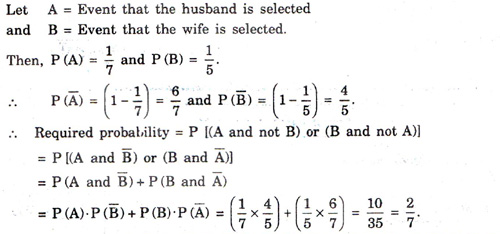 Let A = Event that the husband is selected
and B = Event that the wife is selected.
Then, P (A) = 1/7 and P (B) = 1/5.
∴ P(A̅) = (1 − 1/7) = 6/7 and P(B̅) = (1 − 1/5) = 4/5.
∴ Required probability = P [(A and not B) or (B and not A)]
= P [(A and B̅) or (B and A̅)]
= P (A and B̅) + P (B and A̅)
= P(A)·P(B̅) + P(B)·P(A̅) = (1/7 × 4/5) + (1/5 × 6/7) = 10/35 = 2/7.